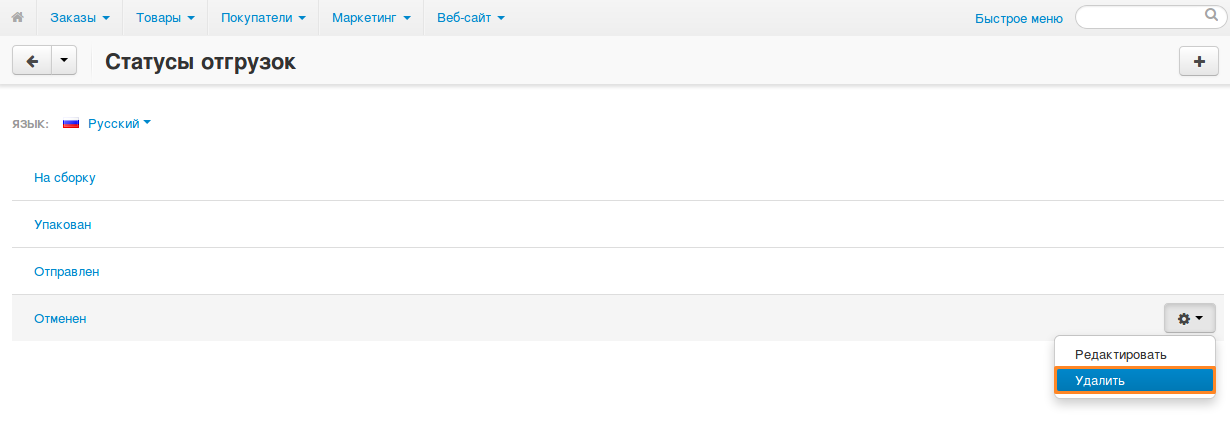 Заказы Товары Покупатели Маркетинг Веб-сайт Быстрое меню
Статусы отгрузок
ЯЗЫК: Русский
На сборку
Упакован
Отправлен
Отменен
Редактировать
Удалить